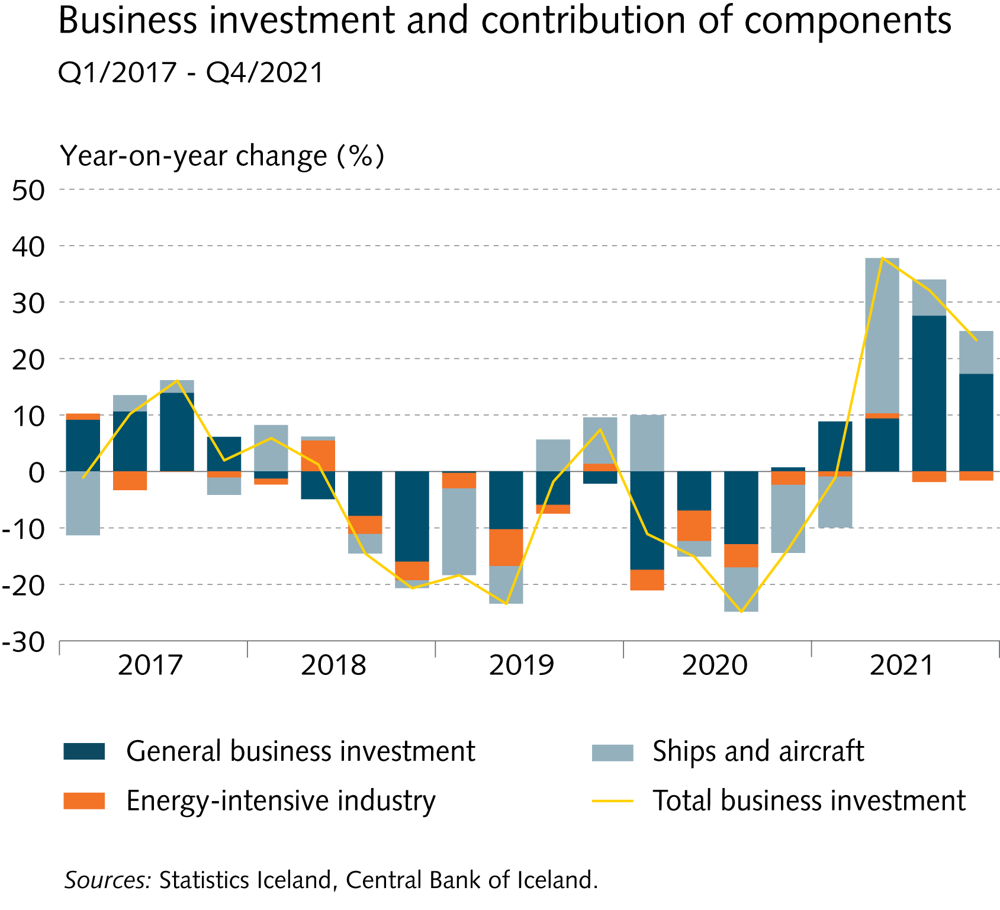 Business investment and contribution of components
Q1/2017 - Q4/2021
Year-on-year change (%)
50
40
30
20
10
0
-10
-20
-30
2017 2018 2019 2020 2021
General business investment
Ships and aircraft
Energy-intensive industry
Total business investment
Sources: Statistics Iceland, Central Bank of Iceland.